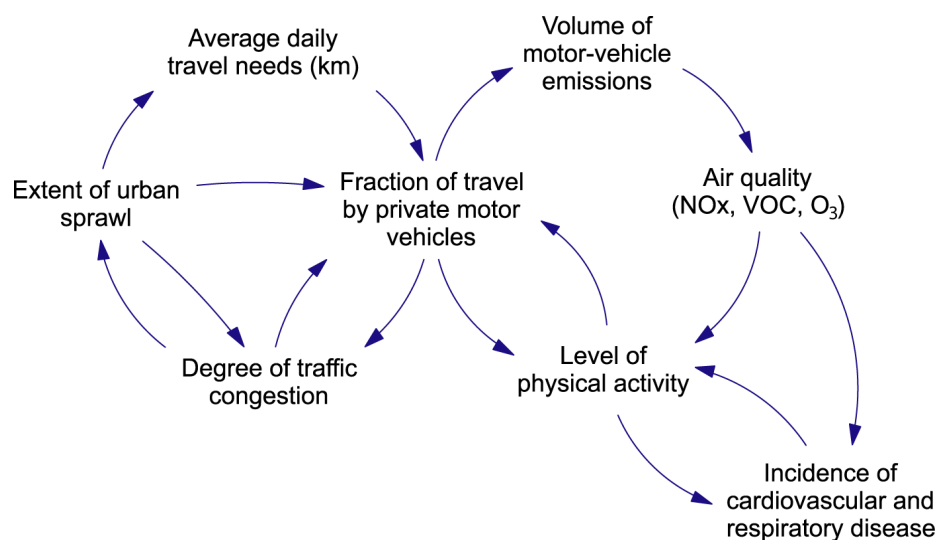 Average daily
travel needs (km)
Volume of
motor-vehicle
emissions
Extent of urban
sprawl
Fraction of travel
by private motor
vehicles
Air quality
(NOx, VOC, O₃)
Degree of traffic
congestion
Level of
physical activity
Incidence of
cardiovascular and
respiratory disease